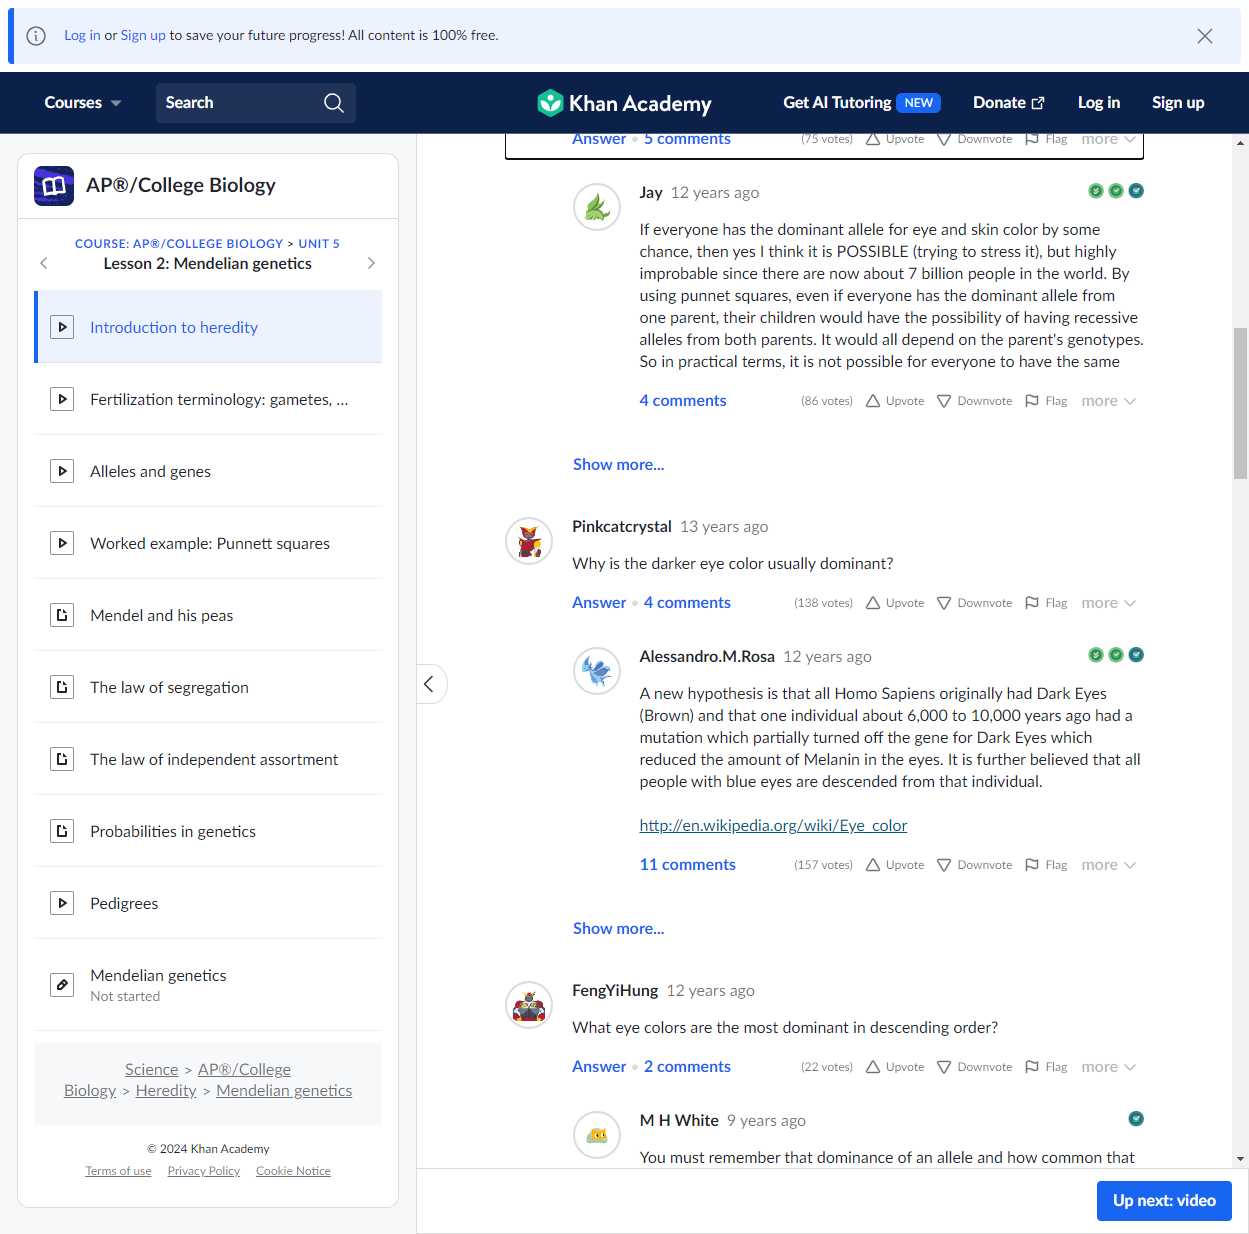 Log in or Sign up to save your future progress! All content is 100% free.
Courses
Search
Khan Academy
Get AI Tutoring NEW
Donate
Log in
Sign up
AP®/College Biology
COURSE: AP®/COLLEGE BIOLOGY > UNIT 5
Lesson 2: Mendelian genetics
Introduction to heredity
Fertilization terminology: gametes, ...
Alleles and genes
Worked example: Punnett squares
Mendel and his peas
The law of segregation
The law of independent assortment
Probabilities in genetics
Pedigrees
Mendelian genetics
Not started
Science > AP®/College
Biology > Heredity > Mendelian genetics
© 2024 Khan Academy
Terms of use Privacy Policy Cookie Notice
Answer • 5 comments (75 votes) Upvote Downvote Flag more
Jay 12 years ago
If everyone has the dominant allele for eye and skin color by some
chance, then yes I think it is POSSIBLE (trying to stress it), but highly
improbable since there are now about 7 billion people in the world. By
using punnet squares, even if everyone has the dominant allele from
one parent, their children would have the possibility of having recessive
alleles from both parents. It would all depend on the parent's genotypes.
So in practical terms, it is not possible for everyone to have the same
4 comments (86 votes) Upvote Downvote Flag more
Show more...
Pinkcatcrystal 13 years ago
Why is the darker eye color usually dominant?
Answer • 4 comments (138 votes) Upvote Downvote Flag more
Alessandro.M.Rosa 12 years ago
A new hypothesis is that all Homo Sapiens originally had Dark Eyes
(Brown) and that one individual about 6,000 to 10,000 years ago had a
mutation which partially turned off the gene for Dark Eyes which
reduced the amount of Melanin in the eyes. It is further believed that all
people with blue eyes are descended from that individual.
http://en.wikipedia.org/wiki/Eye_color
11 comments (157 votes) Upvote Downvote Flag more
Show more...
FengYiHung 12 years ago
What eye colors are the most dominant in descending order?
Answer • 2 comments (22 votes) Upvote Downvote Flag more
M H White 9 years ago
You must remember that dominance of an allele and how common that
Up next: video